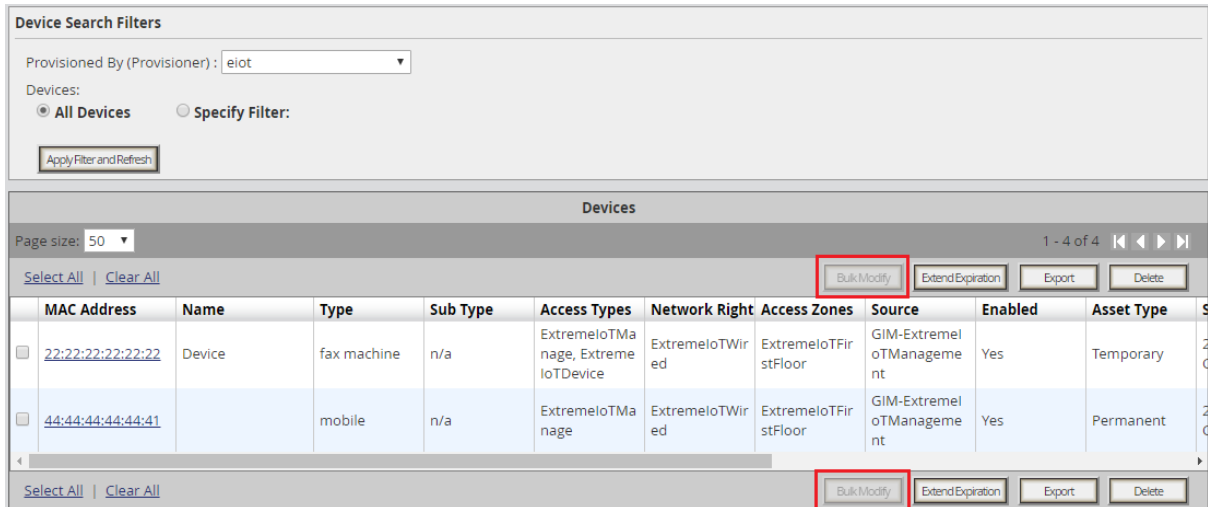 Device Search Filters
Provisioned By (Provisioner) : eiot
Devices:
All Devices Specify Filter:
Apply Filter and Refresh
Devices
Page size: 50 1 - 4 of 4
Select All | Clear All Bulk Modify Extend Expiration Export Delete
MAC Address Name Type Sub Type Access Types Network Right Access Zones Source Enabled Asset Type S
22:22:22:22:22:22 Device fax machine n/a ExtremeIoTMa
nage, Extreme
IoTDevice ExtremeIoTWir
ed ExtremeIoTFir
stFloor GIM-ExtremeI
oTManageme
nt Yes Temporary 2
44:44:44:44:44:41 mobile n/a ExtremeIoTMa
nage ExtremeIoTWir
ed ExtremeIoTFir
stFloor GIM-ExtremeI
oTManageme
nt Yes Permanent 2
Select All | Clear All Bulk Modify Extend Expiration Export Delete